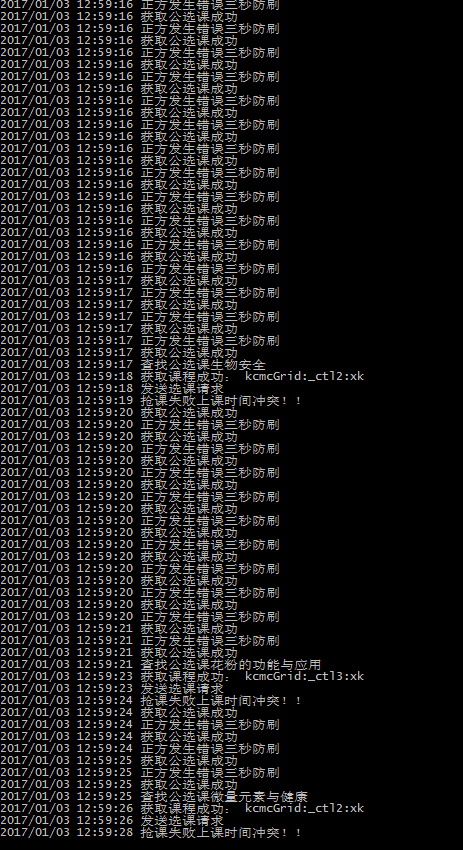 2017/01/03 12:59:16 正方发生错误三秒防刷
2017/01/03 12:59:16 获取公选课成功
2017/01/03 12:59:16 正方发生错误三秒防刷
2017/01/03 12:59:16 获取公选课成功
2017/01/03 12:59:16 正方发生错误三秒防刷
2017/01/03 12:59:16 获取公选课成功
2017/01/03 12:59:16 正方发生错误三秒防刷
2017/01/03 12:59:16 获取公选课成功
2017/01/03 12:59:16 正方发生错误三秒防刷
2017/01/03 12:59:16 获取公选课成功
2017/01/03 12:59:16 正方发生错误三秒防刷
2017/01/03 12:59:16 获取公选课成功
2017/01/03 12:59:16 正方发生错误三秒防刷
2017/01/03 12:59:16 获取公选课成功
2017/01/03 12:59:16 正方发生错误三秒防刷
2017/01/03 12:59:16 获取公选课成功
2017/01/03 12:59:16 正方发生错误三秒防刷
2017/01/03 12:59:16 获取公选课成功
2017/01/03 12:59:16 正方发生错误三秒防刷
2017/01/03 12:59:16 获取公选课成功
2017/01/03 12:59:16 正方发生错误三秒防刷
2017/01/03 12:59:16 获取公选课成功
2017/01/03 12:59:16 正方发生错误三秒防刷
2017/01/03 12:59:17 获取公选课成功
2017/01/03 12:59:17 正方发生错误三秒防刷
2017/01/03 12:59:17 获取公选课成功
2017/01/03 12:59:17 正方发生错误三秒防刷
2017/01/03 12:59:17 获取公选课成功
2017/01/03 12:59:17 正方发生错误三秒防刷
2017/01/03 12:59:17 获取公选课成功
2017/01/03 12:59:17 查找公选课生物安全
2017/01/03 12:59:18 获取课程成功： kcmcGrid:_ctl2:xk
2017/01/03 12:59:18 发送选课请求
2017/01/03 12:59:19 抢课失败上课时间冲突！！
2017/01/03 12:59:20 获取公选课成功
2017/01/03 12:59:20 正方发生错误三秒防刷
2017/01/03 12:59:20 获取公选课成功
2017/01/03 12:59:20 正方发生错误三秒防刷
2017/01/03 12:59:20 获取公选课成功
2017/01/03 12:59:20 正方发生错误三秒防刷
2017/01/03 12:59:20 获取公选课成功
2017/01/03 12:59:20 正方发生错误三秒防刷
2017/01/03 12:59:20 获取公选课成功
2017/01/03 12:59:20 正方发生错误三秒防刷
2017/01/03 12:59:20 获取公选课成功
2017/01/03 12:59:20 正方发生错误三秒防刷
2017/01/03 12:59:20 获取公选课成功
2017/01/03 12:59:20 正方发生错误三秒防刷
2017/01/03 12:59:20 获取公选课成功
2017/01/03 12:59:20 正方发生错误三秒防刷
2017/01/03 12:59:20 获取公选课成功
2017/01/03 12:59:20 正方发生错误三秒防刷
2017/01/03 12:59:21 获取公选课成功
2017/01/03 12:59:21 正方发生错误三秒防刷
2017/01/03 12:59:21 获取公选课成功
2017/01/03 12:59:21 查找公选课花粉的功能与应用
2017/01/03 12:59:23 获取课程成功： kcmcGrid:_ctl3:xk
2017/01/03 12:59:23 发送选课请求
2017/01/03 12:59:24 抢课失败上课时间冲突！！
2017/01/03 12:59:24 获取公选课成功
2017/01/03 12:59:24 正方发生错误三秒防刷
2017/01/03 12:59:24 获取公选课成功
2017/01/03 12:59:24 正方发生错误三秒防刷
2017/01/03 12:59:25 获取公选课成功
2017/01/03 12:59:25 正方发生错误三秒防刷
2017/01/03 12:59:25 获取公选课成功
2017/01/03 12:59:25 查找公选课微量元素与健康
2017/01/03 12:59:26 获取课程成功： kcmcGrid:_ctl2:xk
2017/01/03 12:59:26 发送选课请求
2017/01/03 12:59:28 抢课失败上课时间冲突！！